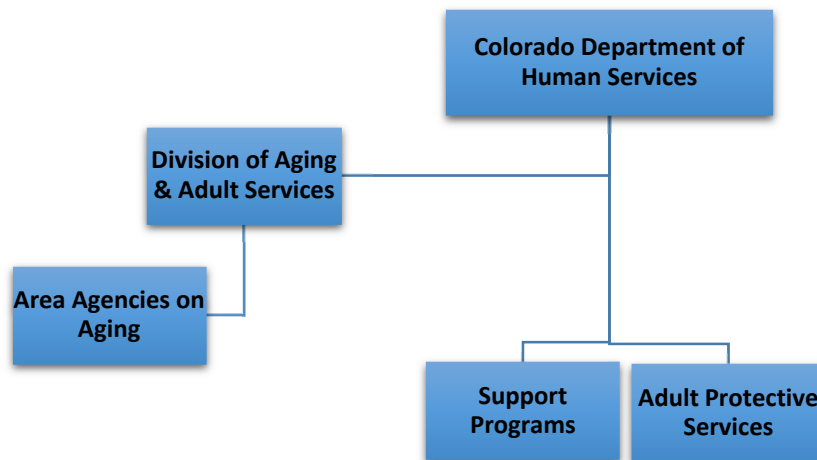 Colorado Department of
Human Services
Division of Aging
& Adult Services
Area Agencies on
Aging
Support
Programs
Adult Protective
Services